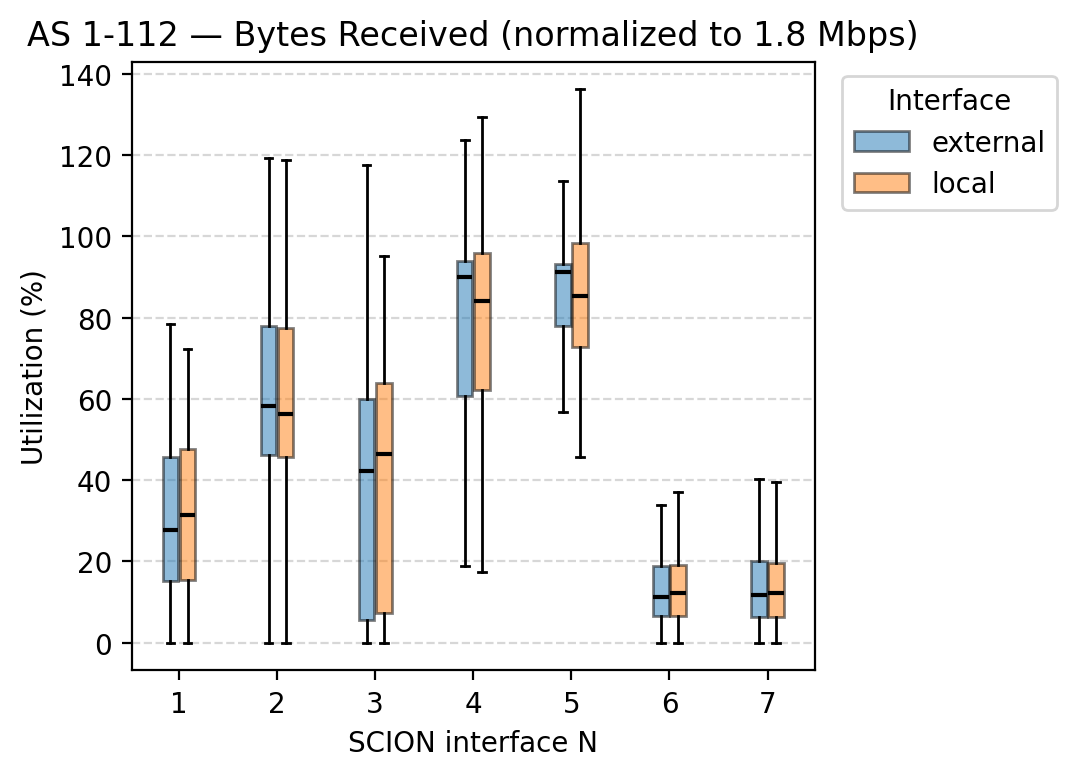 AS 1-112 — Bytes Received (normalized to 1.8 Mbps)
140
120
100
80
60
40
20
0
Utilization (%)
1 2 3 4 5 6 7
SCION interface N
Interface
external
local